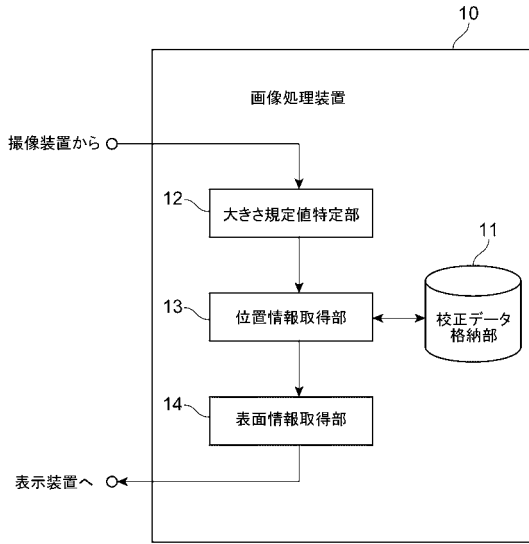 10
画像処理装置
撮像装置から
12
大きさ規定値特定部
11
13
位置情報取得部
校正データ
格納部
14
表面情報取得部
表示装置へ